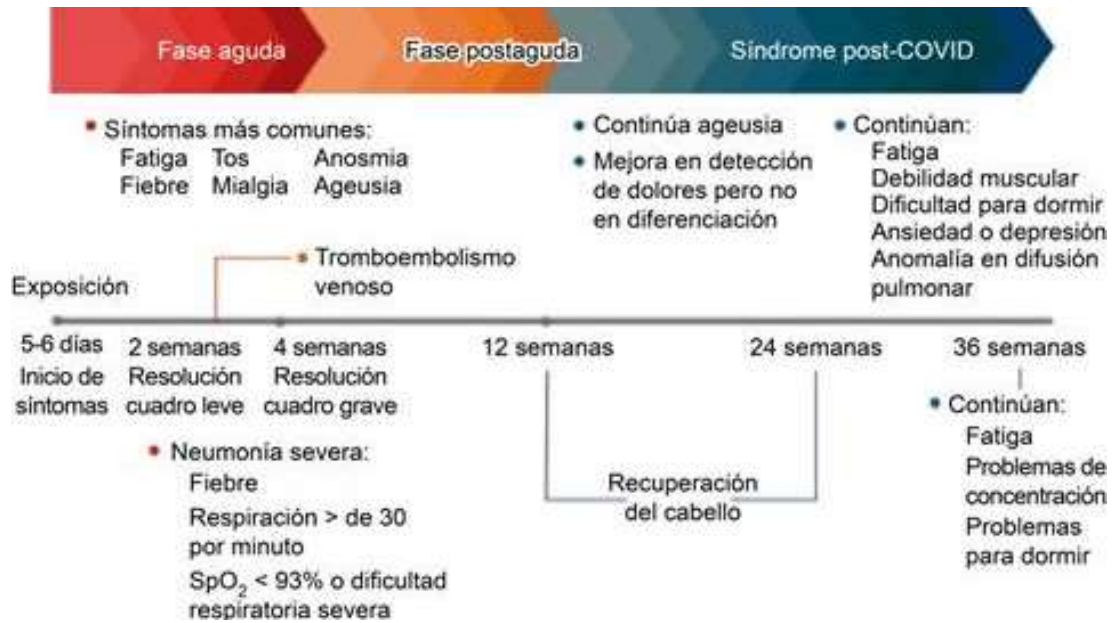 Fase aguda
Fase postaguda
Síndrome post-COVID
Síntomas más comunes:
Fatiga Tos Anosmia
Fiebre Mialgia Ageusia
Continúa ageusia
Mejora en detección
de dolores pero no
en diferenciación
Continúan:
Fatiga
Debilidad muscular
Dificultad para dormir
Ansiedad o depresión
Anomalía en difusión
pulmonar
Tromboembolismo
venoso
Exposición
5-6 días
Inicio de
síntomas
2 semanas
Resolución
cuadro leve
4 semanas
Resolución
cuadro grave
12 semanas
24 semanas
36 semanas
Neumonía severa:
Fiebre
Respiración > de 30
por minuto
SpO₂ < 93% o dificultad
respiratoria severa
Recuperación
del cabello
Continúan:
Fatiga
Problemas de
concentración
Problemas
para dormir